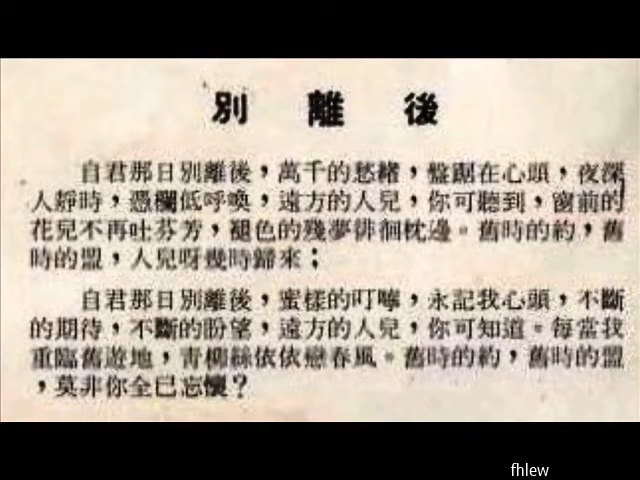 別離後
自君那日別離後，萬千的愁緒，盤踞在心頭，夜深
人靜時，憑欄低呼喚，遠方的人兒，你可聽到，窗前的
花兒不再吐芬芳，褪色的殘夢徘徊枕邊。舊時的約，舊
時的盟，人兒呀幾時歸來；
自君那日別離後，蜜樣的叮嚀，永記我心頭，不斷
的期待，不斷的盼望，遠方的人兒，你可知道。每當我
重臨舊遊地，青柳絲依依戀春風。舊時的約，舊時的盟
，莫非你全已忘懷？
fhlew